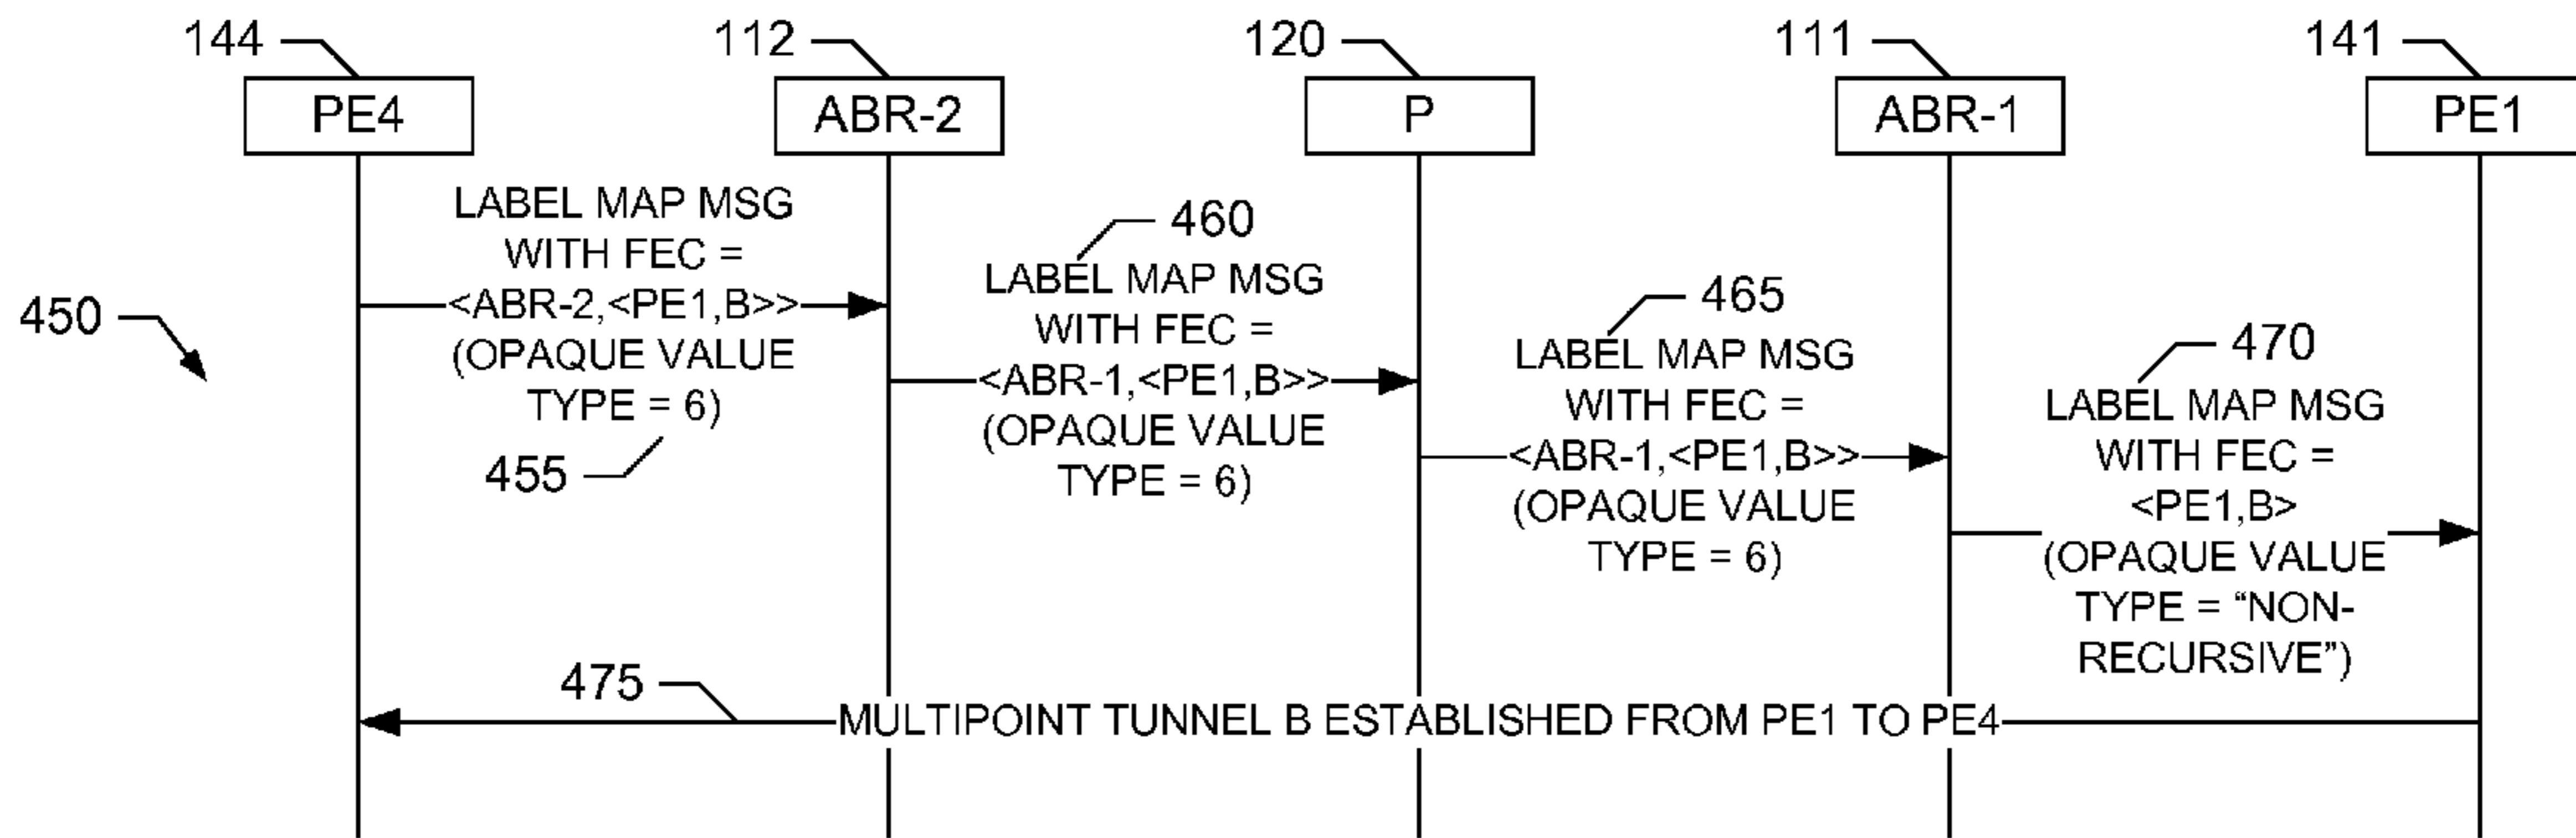 144
112
120
111
141
PE4
ABR-2
P
ABR-1
PE1
450
LABEL MAP MSG
WITH FEC =
<ABR-2,<PE1,B>>
(OPAQUE VALUE
TYPE = 6)
455
460
LABEL MAP MSG
WITH FEC =
<ABR-1,<PE1,B>>
(OPAQUE VALUE
TYPE = 6)
465
LABEL MAP MSG
WITH FEC =
<ABR-1,<PE1,B>>
(OPAQUE VALUE
TYPE = 6)
470
LABEL MAP MSG
WITH FEC =
<PE1,B>
(OPAQUE VALUE
TYPE = “NON-
RECURSIVE”)
475
MULTIPOINT TUNNEL B ESTABLISHED FROM PE1 TO PE4